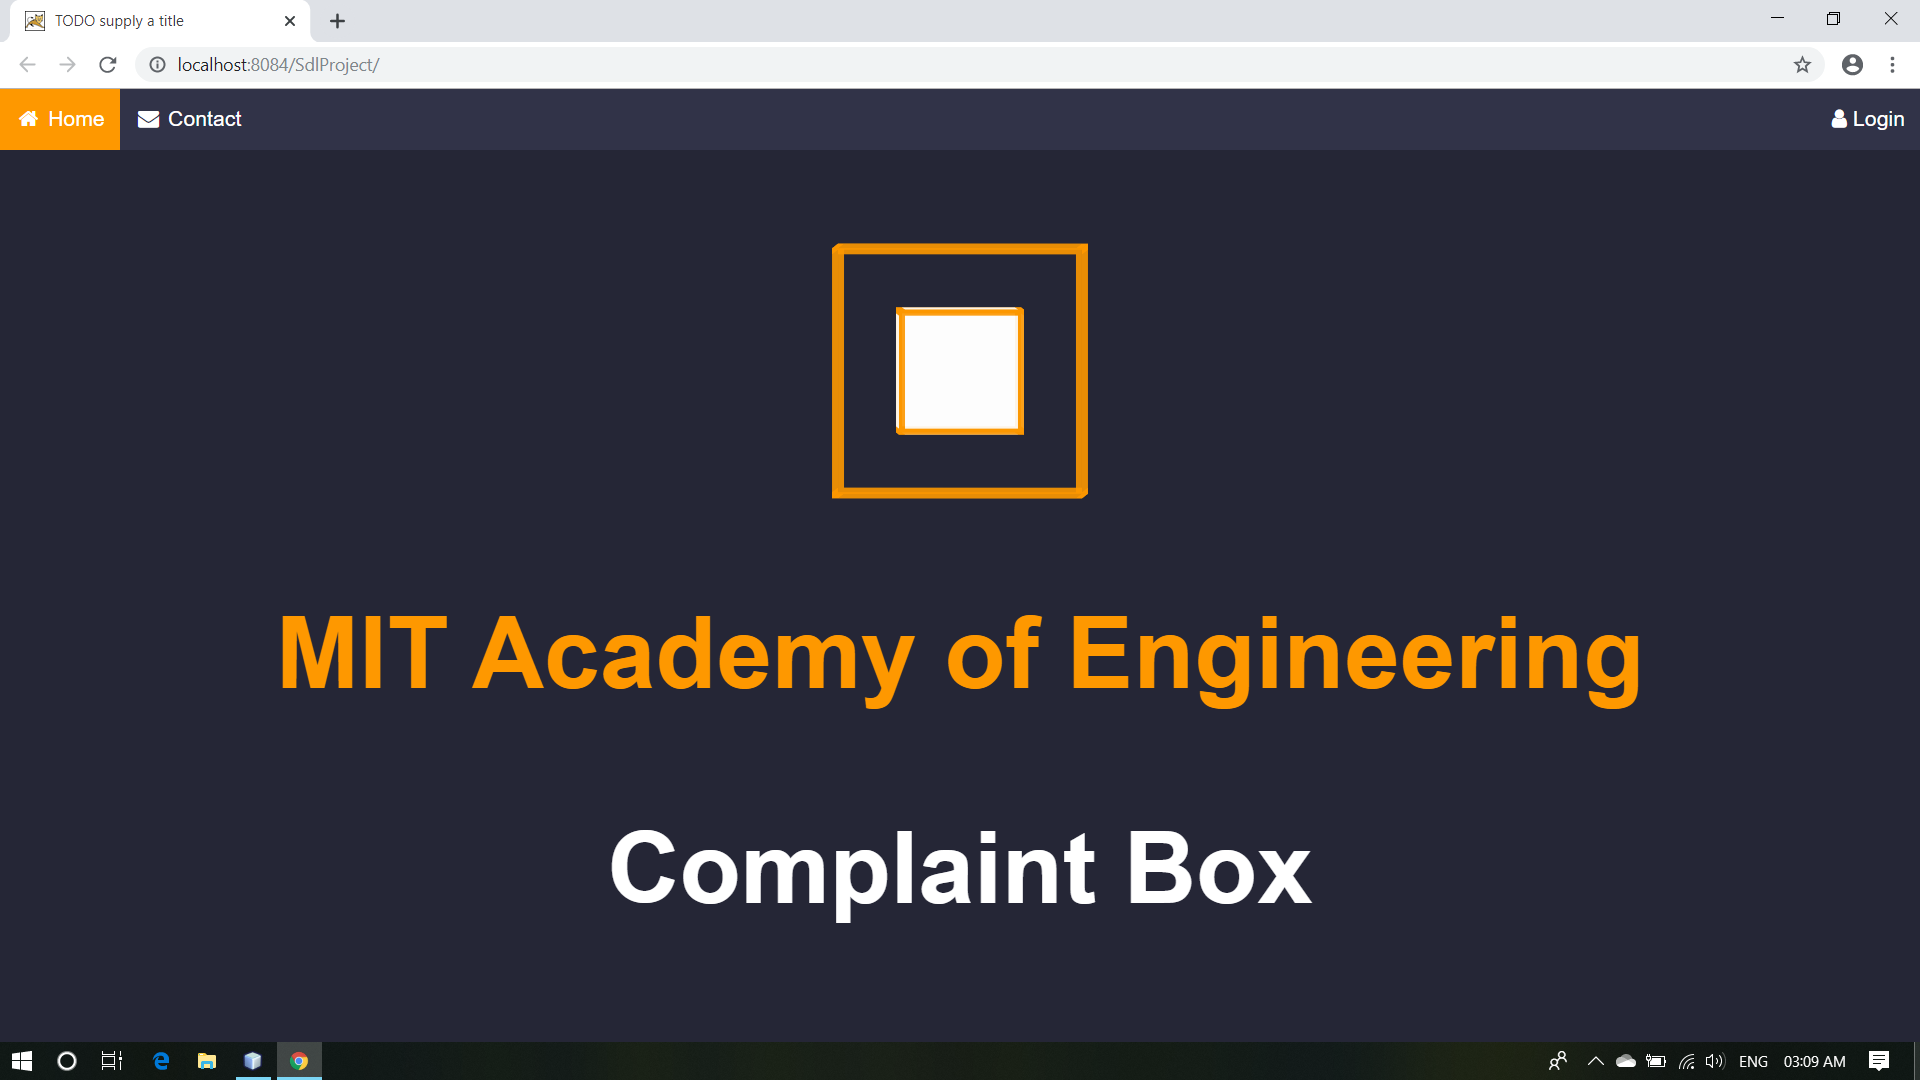 TODO supply a title
localhost:8084/SdlProject/
Home Contact Login
MIT Academy of Engineering
Complaint Box
ENG 03:09 AM